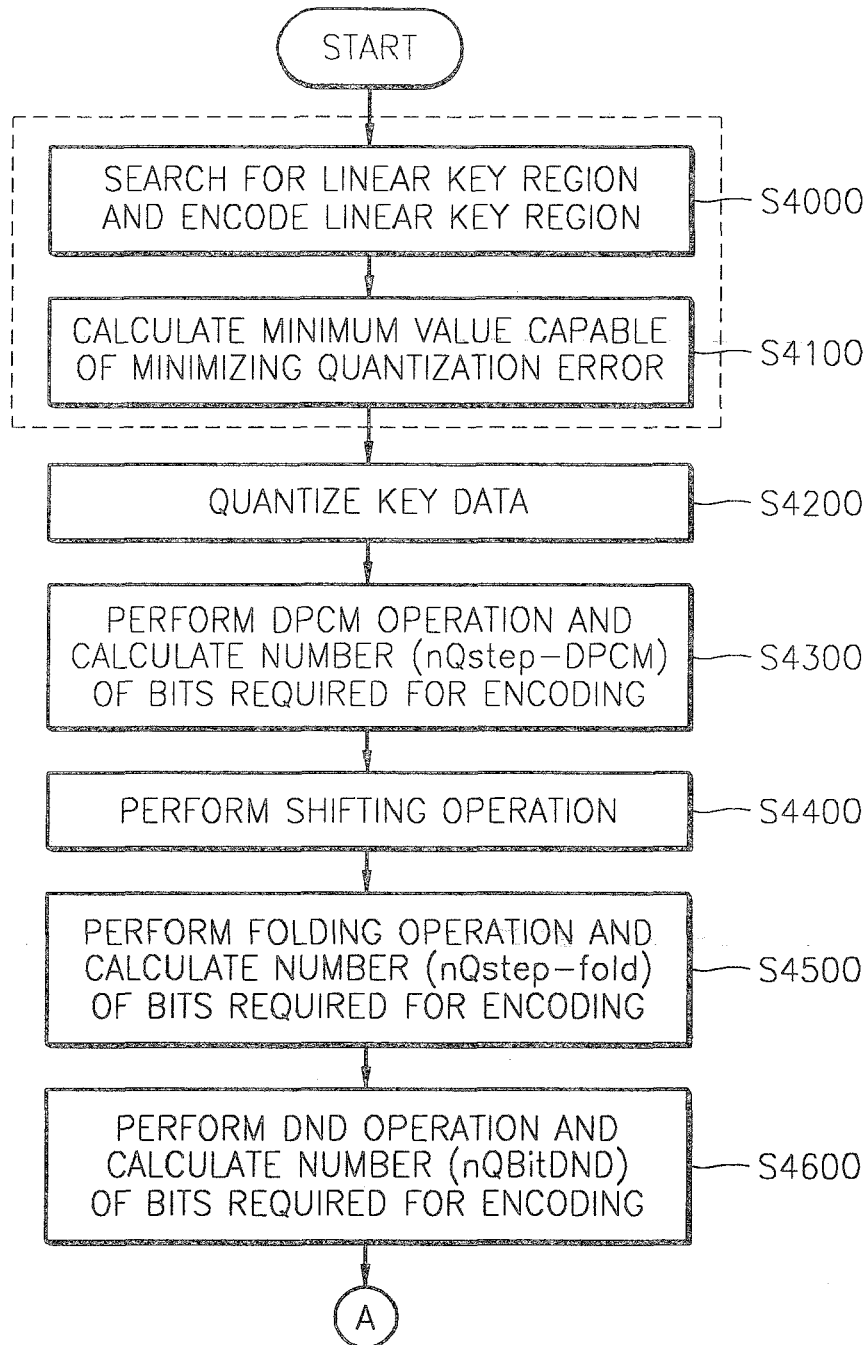 START
SEARCH FOR LINEAR KEY REGION
AND ENCODE LINEAR KEY REGION
S4000
CALCULATE MINIMUM VALUE CAPABLE
OF MINIMIZING QUANTIZATION ERROR
S4100
QUANTIZE KEY DATA
S4200
PERFORM DPCM OPERATION AND
CALCULATE NUMBER (nQstep-DPCM)
OF BITS REQUIRED FOR ENCODING
S4300
PERFORM SHIFTING OPERATION
S4400
PERFORM FOLDING OPERATION AND
CALCULATE NUMBER (nQstep-fold)
OF BITS REQUIRED FOR ENCODING
S4500
PERFORM DND OPERATION AND
CALCULATE NUMBER (nQBitDND)
OF BITS REQUIRED FOR ENCODING
S4600
A